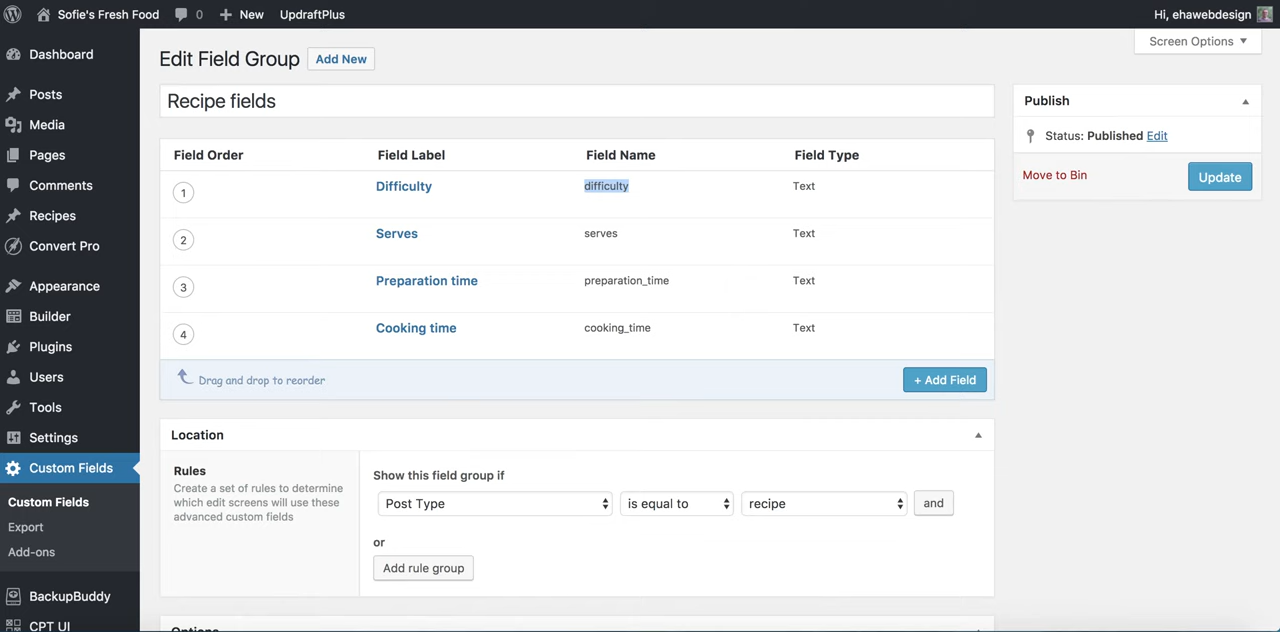 Sofie's Fresh Food
0
New
UpdraftPlus
Hi, ehawebdesign
Dashboard
Posts
Media
Pages
Comments
Recipes
Convert Pro
Appearance
Builder
Plugins
Users
Tools
Settings
Custom Fields
Custom Fields
Export
Add-ons
BackupBuddy
CPT UI
Screen Options
Edit Field Group
Add New
Recipe fields
Field Order Field Label Field Name Field Type
1 Difficulty difficulty Text
2 Serves serves Text
3 Preparation time preparation_time Text
4 Cooking time cooking_time Text
Drag and drop to reorder
+ Add Field
Location
Rules
Create a set of rules to determine
which edit screens will use these
advanced custom fields
Show this field group if
Post Type is equal to recipe and
or
Add rule group
Options
Publish
Status: Published Edit
Move to Bin
Update